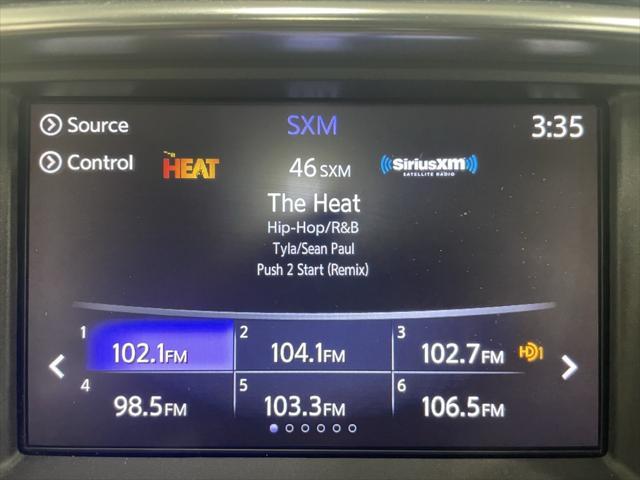 Source
SXM
3:35
Control
THE HEAT
46 SXM
((SiriusXM))
SATELLITE RADIO
The Heat
Hip-Hop/R&B
Tyla/Sean Paul
Push 2 Start (Remix)
1 102.1FM
2 104.1FM
3 102.7FM HD1
4 98.5FM
5 103.3FM
6 106.5FM